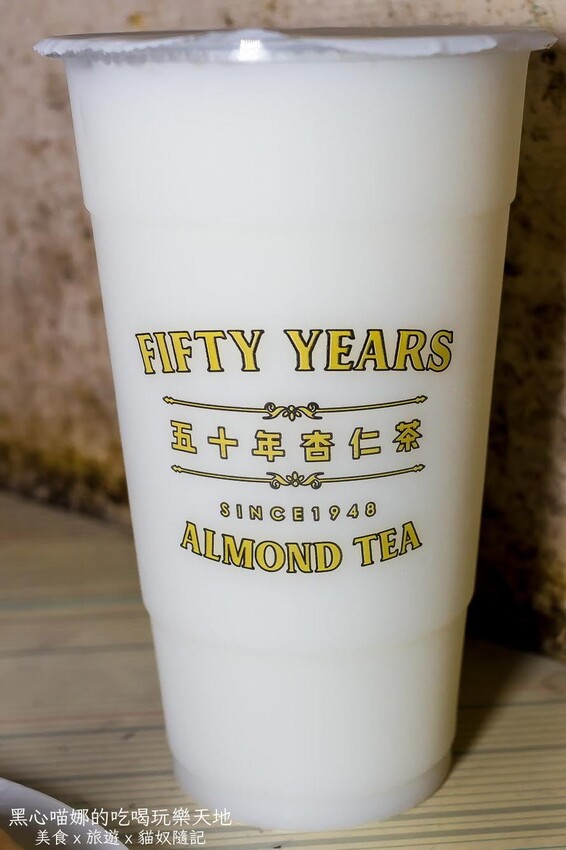 FIFTY YEARS
五十年杏仁茶
SINCE1948
ALMOND TEA
黑心喵娜的吃喝玩樂天地
美食 x 旅遊 x 貓奴隨記